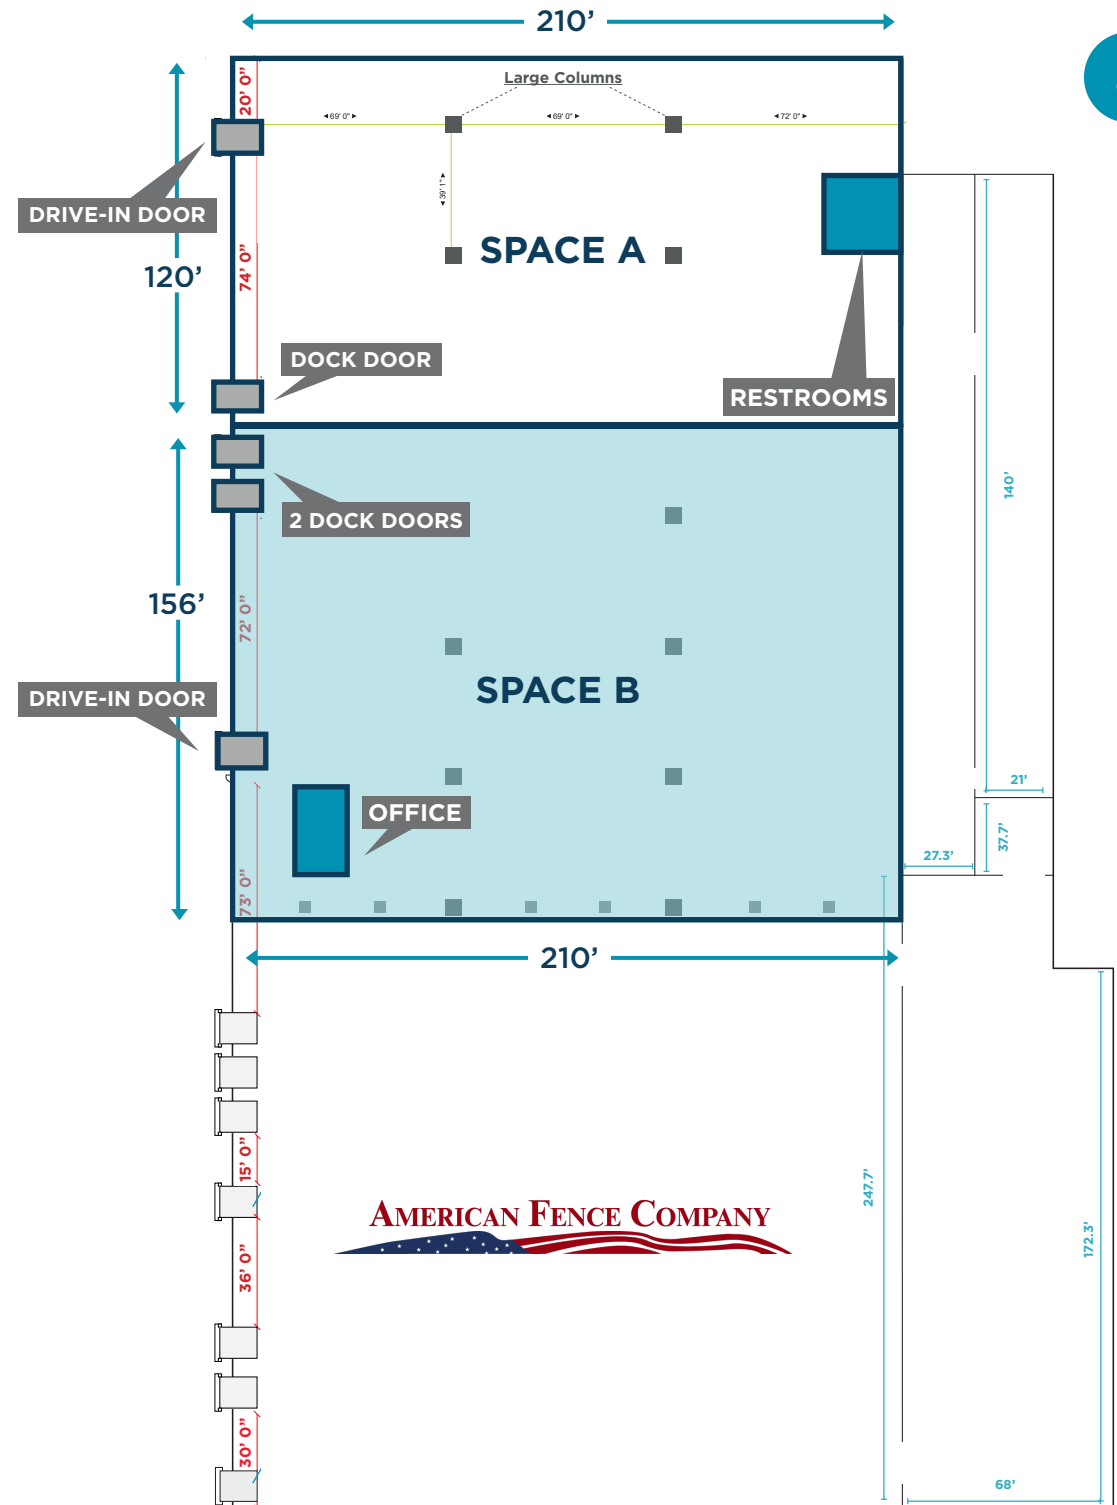 210’
20' 0”
Large Columns
69' 0"
69' 0"
72' 0"
DRIVE-IN DOOR
39' 1"
SPACE A
74' 0”
120’
DOCK DOOR
RESTROOMS
2 DOCK DOORS
140'
156’
72' 0”
SPACE B
DRIVE-IN DOOR
21'
OFFICE
37.7'
27.3'
73' 0”
210’
15' 0”
247.7'
AMERICAN FENCE COMPANY
172.3'
36' 0”
30' 0”
68'